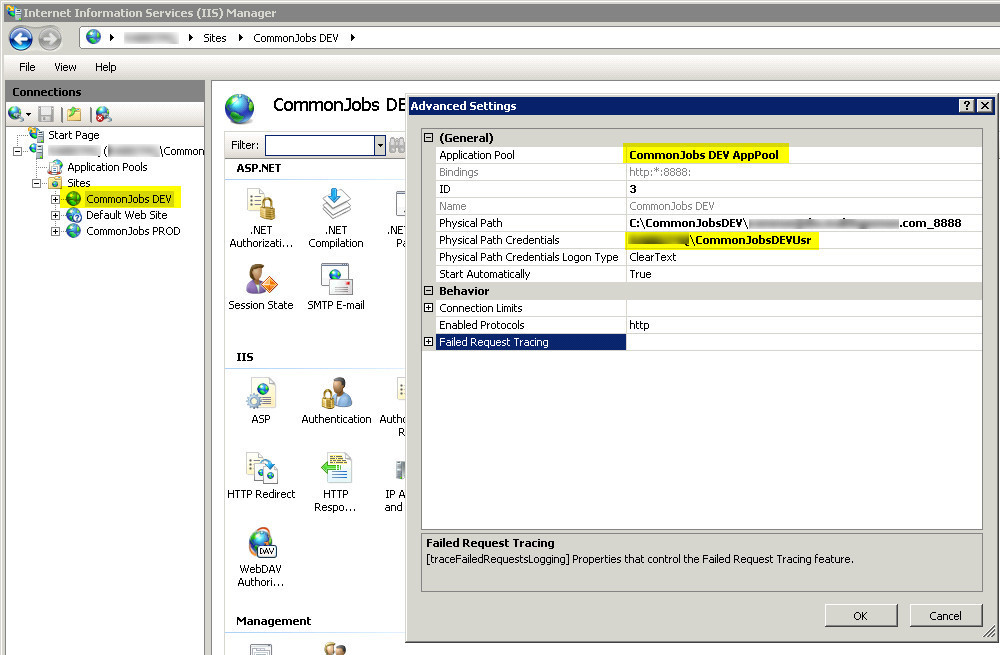 Internet Information Services (IIS) Manager
Sites CommonJobs DEV
File View Help
Connections
Start Page
\Common
Application Pools
Sites
CommonJobs DEV
Default Web Site
CommonJobs PROD
CommonJobs DE
Filter:
ASP.NET
.NET Authorizati...
.NET Compilation
.NE
Pa
Session State
SMTP E-mail
IIS
ASP
Authentication
Autho
R
HTTP Redirect
HTTP Respo...
IP A
and
DAV
WebDAV Authori...
Management
Advanced Settings
(General)
Application Pool CommonJobs DEV AppPool
Bindings http:*:8888:
ID 3
Name CommonJobs DEV
Physical Path C:\CommonJobsDEV\ .com_8888
Physical Path Credentials \CommonJobsDEVUsr
Physical Path Credentials Logon Type ClearText
Start Automatically True
Behavior
Connection Limits
Enabled Protocols http
Failed Request Tracing
Failed Request Tracing
[traceFailedRequestsLogging] Properties that control the Failed Request Tracing feature.
OK Cancel